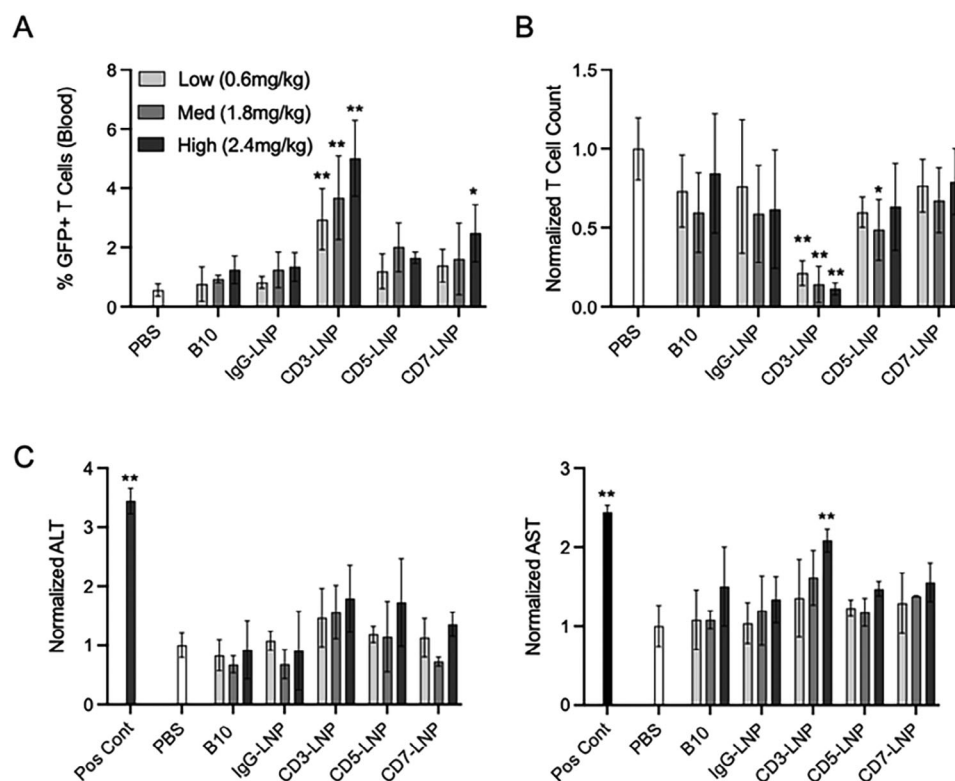 A
% GFP+ T Cells (Blood)
8
6
4
2
0
Low (0.6mg/kg)
Med (1.8mg/kg)
High (2.4mg/kg)
**
**
**
*
PBS
B10
IgG-LNP
CD3-LNP
CD5-LNP
CD7-LNP
B
Normalized T Cell Count
1.5
1.0
0.5
0.0
**
**
**
*
PBS
B10
IgG-LNP
CD3-LNP
CD5-LNP
CD7-LNP
C
Normalized ALT
4
3
2
1
0
**
Pos Cont
PBS
B10
IgG-LNP
CD3-LNP
CD5-LNP
CD7-LNP
Normalized AST
3
2
1
0
**
**
Pos Cont
PBS
B10
IgG-LNP
CD3-LNP
CD5-LNP
CD7-LNP